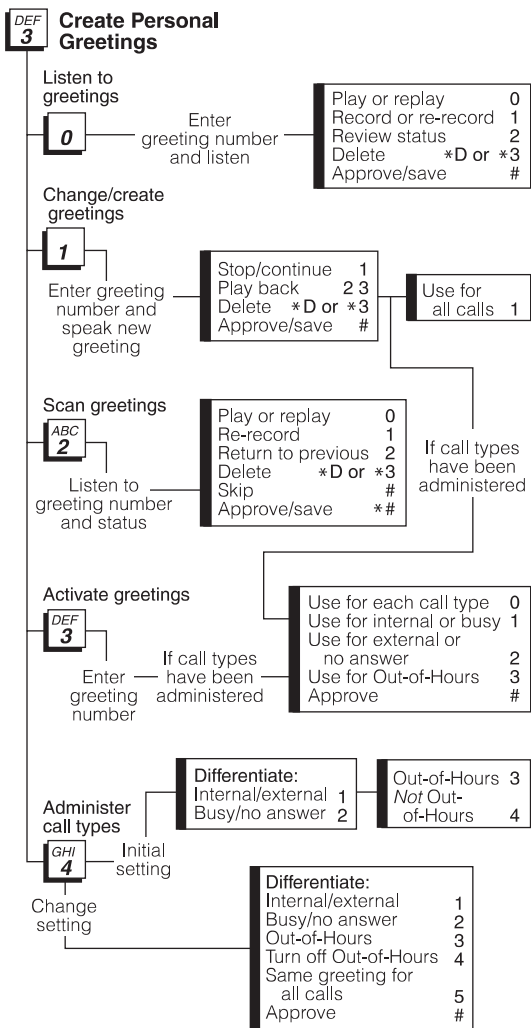 DEF
3
Create Personal
Greetings
Listen to
greetings
0
Enter
greeting number
and listen
Play or replay 0
Record or re-record 1
Review status 2
Delete *D or *3
Approve/save #
Change/create
greetings
1
Enter greeting
number and
speak new
greeting
Stop/continue 1
Play back 2 3
Delete *D or *3
Approve/save #
Use for
all calls 1
Scan greetings
ABC
2
Listen to
greeting number
and status
Play or replay 0
Re-record 1
Return to previous 2
Delete *D or *3
Skip #
Approve/save *#
If call types
have been
administered
Activate greetings
DEF
3
Enter
greeting
number
If call types
have been
administered
Use for each call type 0
Use for internal or busy 1
Use for external or
no answer 2
Use for Out-of-Hours 3
Approve #
Administer
call types
GHI
4
Initial
setting
Differentiate:
Internal/external 1
Busy/no answer 2
Out-of-Hours 3
Not Out-
of-Hours 4
Change
setting
Differentiate:
Internal/external 1
Busy/no answer 2
Out-of-Hours 3
Turn off Out-of-Hours 4
Same greeting for
all calls 5
Approve #